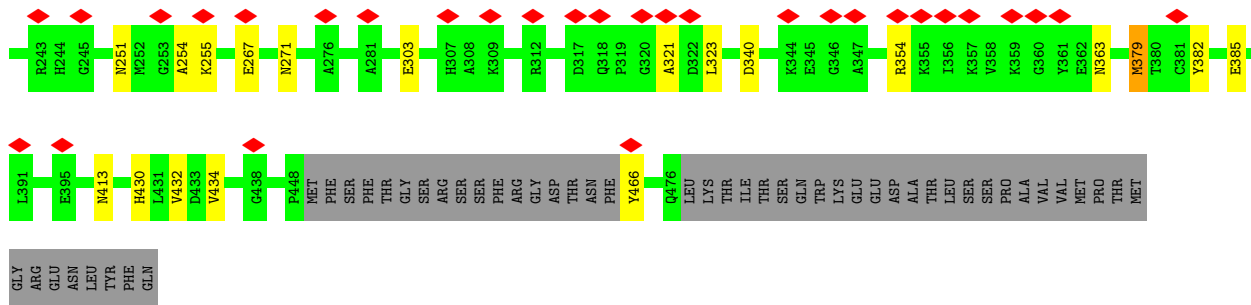 R243 H244 G245 N251 M252 G253 A254 K255 E267 N271 A276 A281 E303 H307 A308 K309 R312 D317 Q318 P319 G320 A321 D322 L323 D340 K344 E345 G346 A347 R354 K355 I356 K357 V358 K359 G360 Y361 E362 N363 M379 T380 C381 Y382 E385
L391 E395 N413 H430 L431 V432 D433 V434 G438 P448 MET PHE SER PHE THR GLY SER ARG SER SER PHE ARG GLY ASP THR ASN PHE Y466 Q476 LEU LYS THR ILE THR SER GLN TRP LYS GLU GLU ASP ALA THR LEU SER SER PRO ALA VAL VAL MET PRO THR MET
GLY ARG GLU ASN LEU TYR PHE GLN